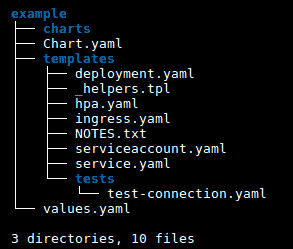 example
├── charts
├── Chart.yaml
├── templates
│   ├── deployment.yaml
│   ├── _helpers.tpl
│   ├── hpa.yaml
│   ├── ingress.yaml
│   ├── NOTES.txt
│   ├── serviceaccount.yaml
│   ├── service.yaml
│   └── tests
│       └── test-connection.yaml
└── values.yaml

3 directories, 10 files